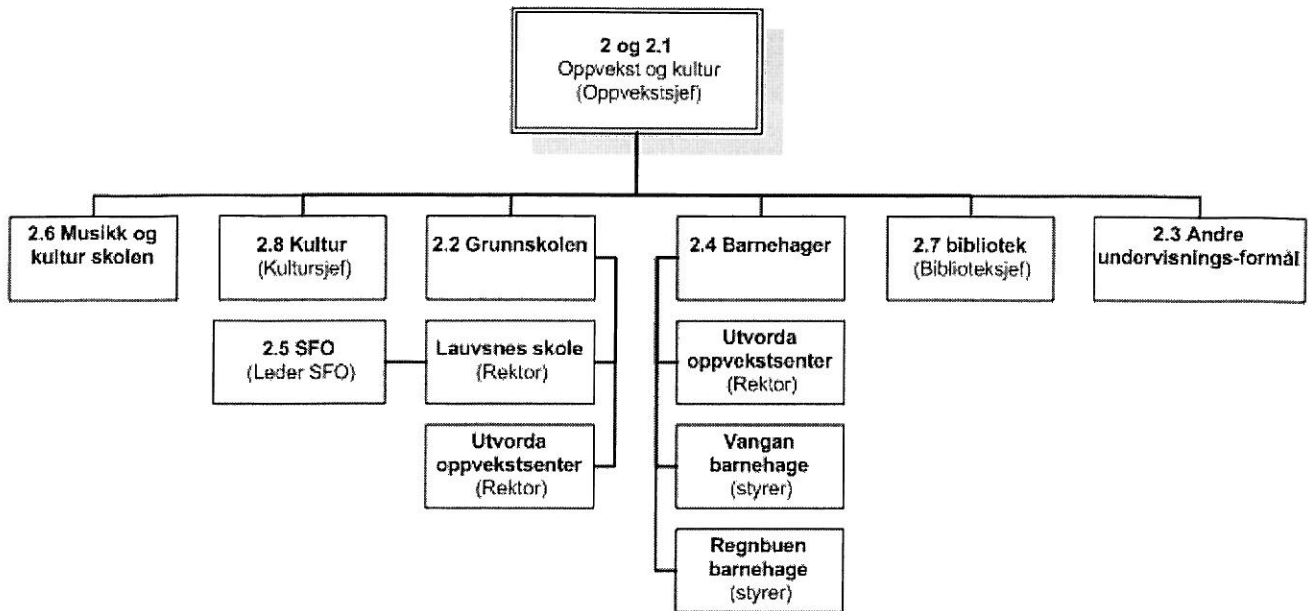 2 og 2.1
Oppvekst og kultur
(Oppvekstsjef)
2.6 Musikk og
kultur skolen
2.8 Kultur
(Kultursjef)
2.2 Grunnskolen
2.4 Barnehager
2.7 bibliotek
(Biblioteksjef)
2.3 Andre
undervisnings-formål
2.5 SFO
(Leder SFO)
Lauvsnes skole
(Rektor)
Utvorda
oppvekstsenter
(Rektor)
Utvorda
oppvekstsenter
(Rektor)
Vangan
barnehage
(styrer)
Regnbuen
barnehage
(styrer)